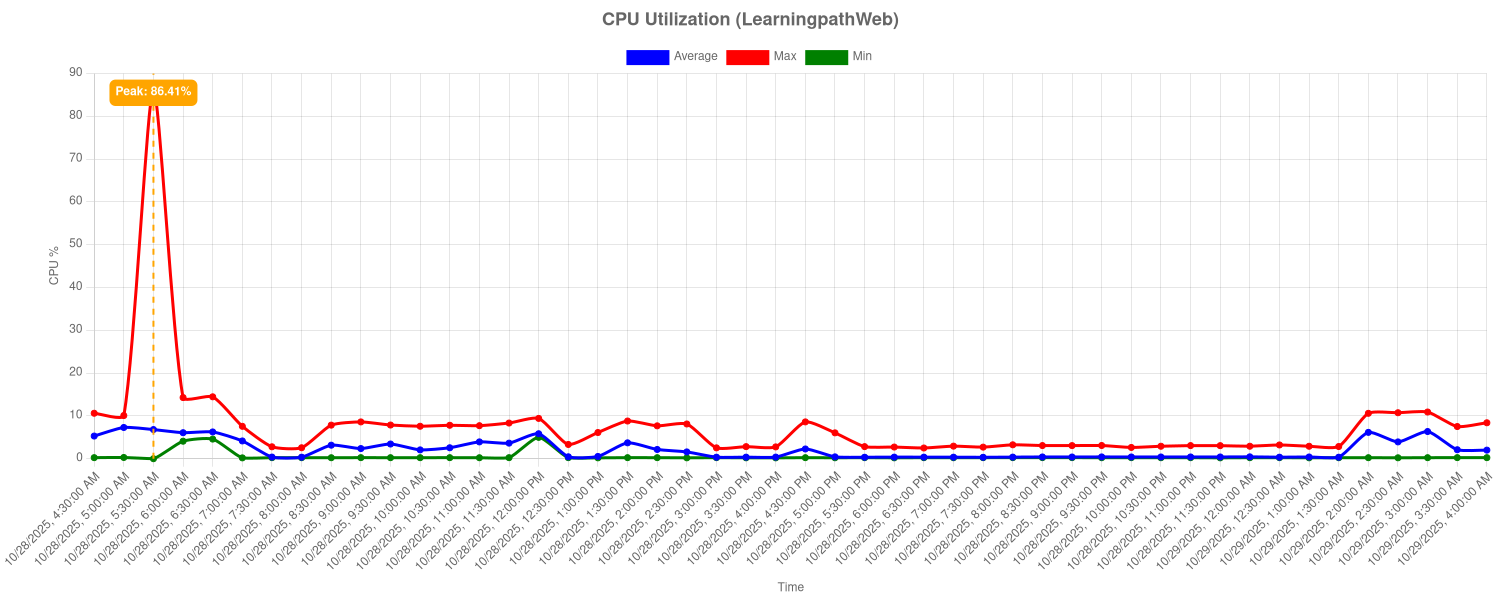 CPU Utilization (LearningpathWeb)
Average Max Min
Peak: 86.41%
90
80
70
60
50
40
30
20
10
0
CPU %
10/28/2025, 4:30:00 AM
10/28/2025, 5:00:00 AM
10/28/2025, 5:30:00 AM
10/28/2025, 6:00:00 AM
10/28/2025, 6:30:00 AM
10/28/2025, 7:00:00 AM
10/28/2025, 7:30:00 AM
10/28/2025, 8:00:00 AM
10/28/2025, 8:30:00 AM
10/28/2025, 9:00:00 AM
10/28/2025, 9:30:00 AM
10/28/2025, 10:00:00 AM
10/28/2025, 10:30:00 AM
10/28/2025, 11:00:00 AM
10/28/2025, 11:30:00 AM
10/28/2025, 12:00:00 PM
10/28/2025, 12:30:00 PM
10/28/2025, 1:00:00 PM
10/28/2025, 1:30:00 PM
10/28/2025, 2:00:00 PM
10/28/2025, 2:30:00 PM
10/28/2025, 3:00:00 PM
10/28/2025, 3:30:00 PM
10/28/2025, 4:00:00 PM
10/28/2025, 4:30:00 PM
10/28/2025, 5:00:00 PM
10/28/2025, 5:30:00 PM
10/28/2025, 6:00:00 PM
10/28/2025, 6:30:00 PM
10/28/2025, 7:00:00 PM
10/28/2025, 7:30:00 PM
10/28/2025, 8:00:00 PM
10/28/2025, 8:30:00 PM
10/28/2025, 9:00:00 PM
10/28/2025, 9:30:00 PM
10/28/2025, 10:00:00 PM
10/28/2025, 10:30:00 PM
10/28/2025, 11:00:00 PM
10/28/2025, 11:30:00 PM
10/29/2025, 12:00:00 AM
10/29/2025, 12:30:00 AM
10/29/2025, 1:00:00 AM
10/29/2025, 1:30:00 AM
10/29/2025, 2:00:00 AM
10/29/2025, 2:30:00 AM
10/29/2025, 3:00:00 AM
10/29/2025, 3:30:00 AM
10/29/2025, 4:00:00 AM
Time